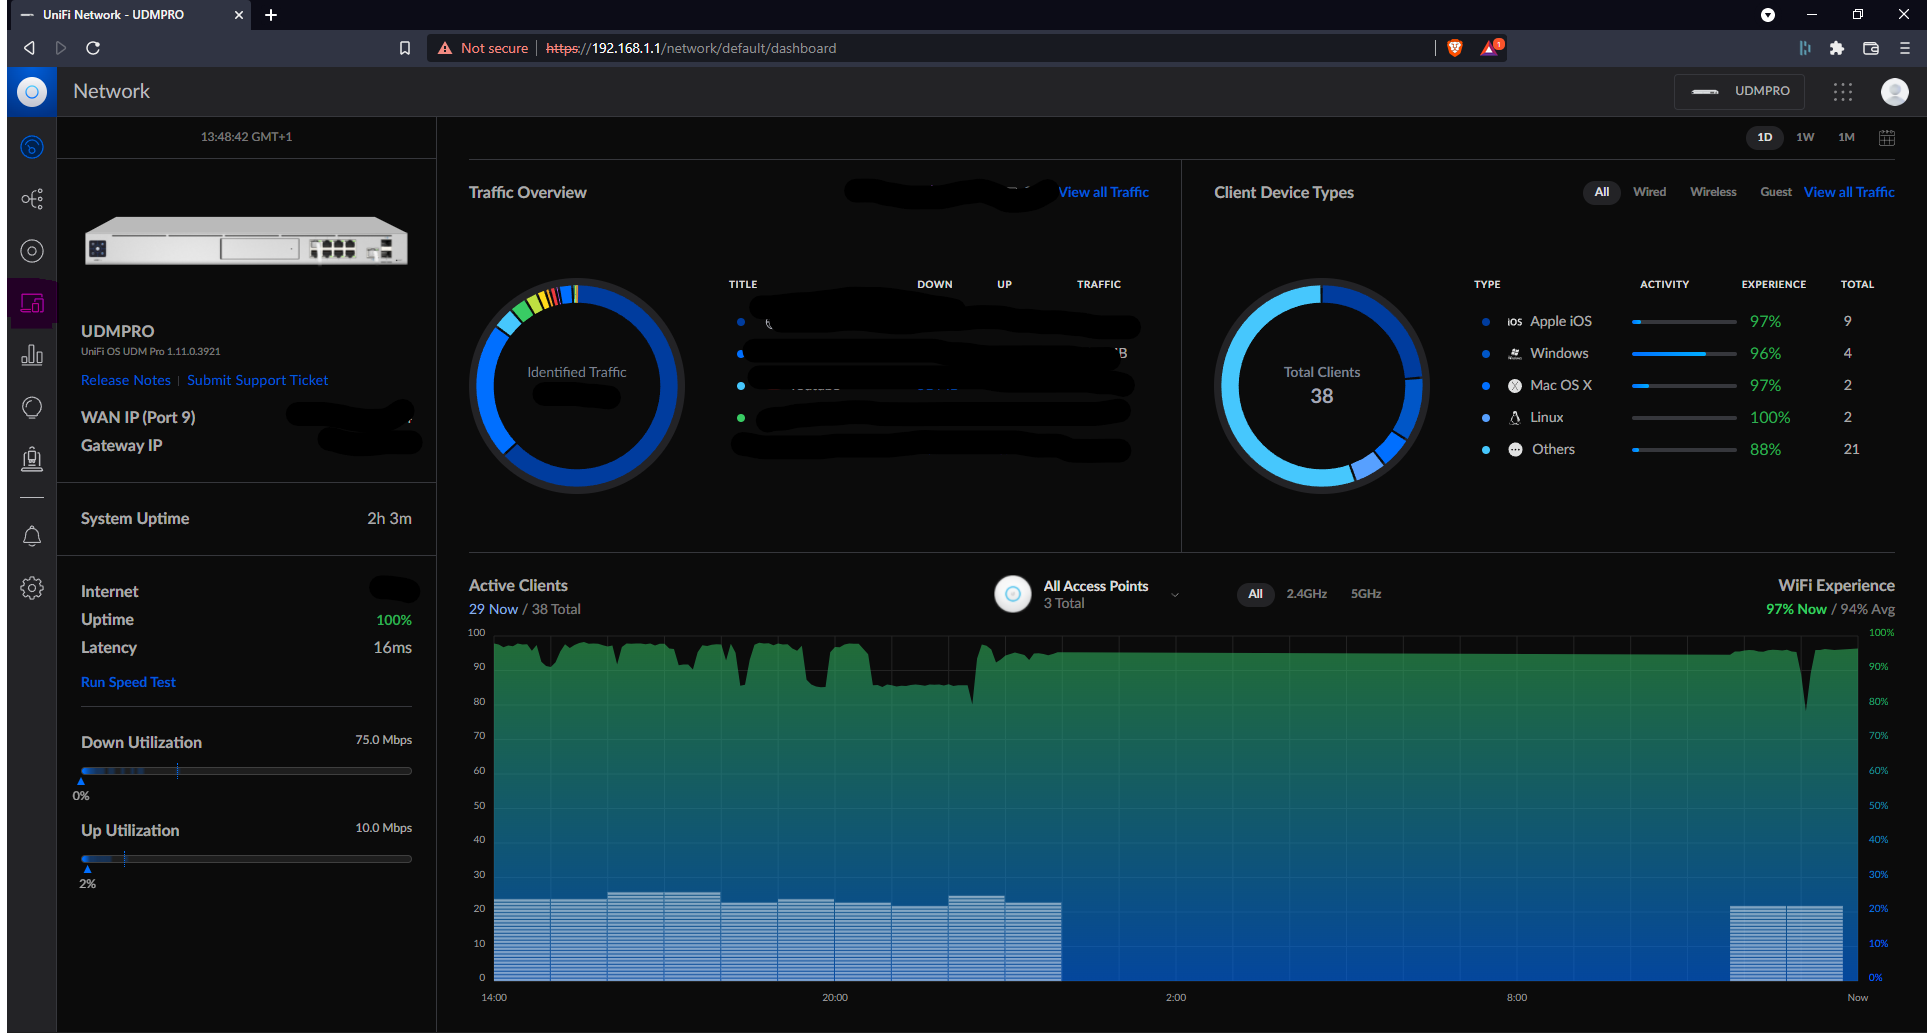 UniFi Network - UDMPRO
Not secure https://192.168.1.1/network/default/dashboard 1
Network
UDMPRO
13:48:42 GMT+1
1D 1W 1M
UDMPRO
UniFi OS UDM Pro 1.11.0.3921
Release Notes | Submit Support Ticket
WAN IP (Port 9)
Gateway IP
System Uptime 2h 3m
Internet
Uptime 100%
Latency 16ms
Run Speed Test
Down Utilization 75.0 Mbps
0%
Up Utilization 10.0 Mbps
2%
Traffic Overview View all Traffic
TITLE DOWN UP TRAFFIC
Identified Traffic
Client Device Types All Wired Wireless Guest View all Traffic
Total Clients
38
TYPE ACTIVITY EXPERIENCE TOTAL
iOS Apple iOS 97% 9
Windows 96% 4
Mac OS X 97% 2
Linux 100% 2
Others 88% 21
Active Clients
29 Now / 38 Total
All Access Points
3 Total
All 2.4GHz 5GHz
WiFi Experience
97% Now / 94% Avg
100 100%
90 90%
80 80%
70 70%
60 60%
50 50%
40 40%
30 30%
20 20%
10 10%
0 0%
14:00 20:00 2:00 8:00 Now